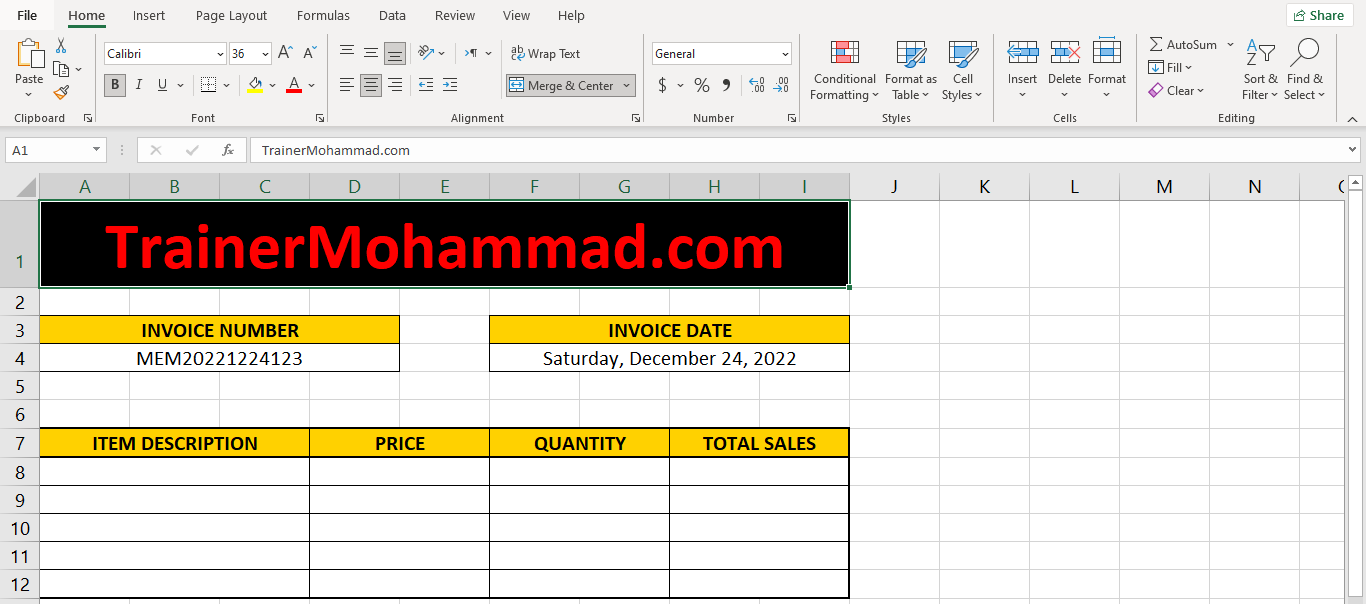 File Home Insert Page Layout Formulas Data Review View Help Share
Calibri 36 A A General AutoSum
ab Wrap Text Fill
Paste B I U A Merge & Center $ % 9 Conditional Format as Cell Insert Delete Format Clear Sort & Find &
Formatting Table Styles Filter Select
Clipboard Font Alignment Number Styles Cells Editing
A1 fx TrainerMohammad.com
A B C D E F G H I J K L M N
1 TrainerMohammad.com
2
3 INVOICE NUMBER INVOICE DATE
4 MEM20221224123 Saturday, December 24, 2022
5
6
7 ITEM DESCRIPTION PRICE QUANTITY TOTAL SALES
8
9
10
11
12